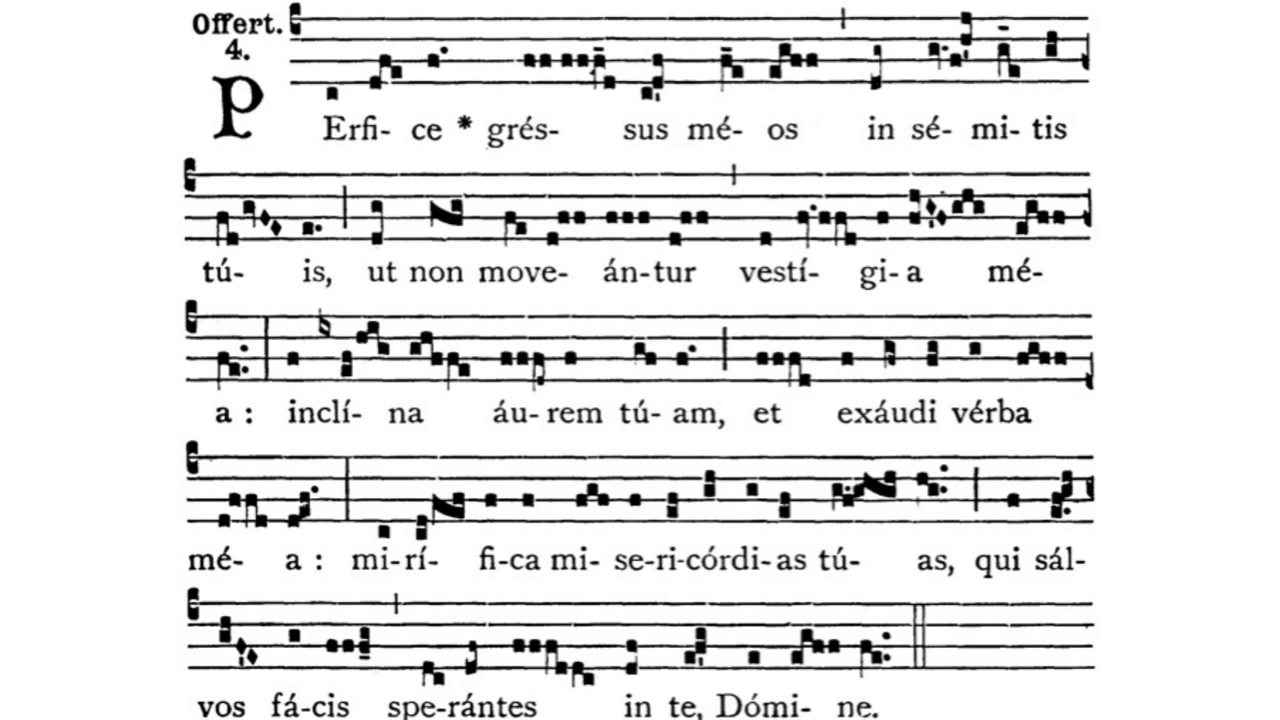 Offert.
4.
PErfi- ce * grés- sus mé- os in sé- mi- tis
tú- is, ut non move- án-tur vestí- gi-a mé-
a : inclí- na áu-rem tú- am, et exáudi vérba
mé- a : mi-rí- fi-ca mi- se-ri-córdi-as tú- as, qui sál-
vos fá-cis spe-rántes in te, Dómi- ne.